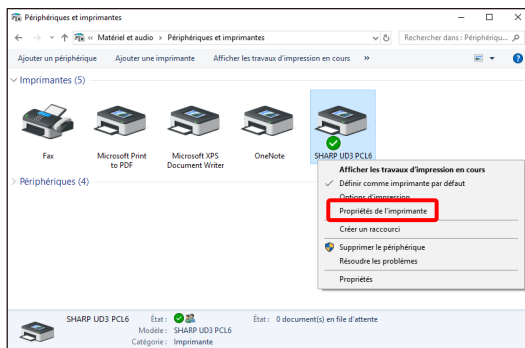 Périphériques et imprimantes
« Matériel et audio > Périphériques et imprimantes
Rechercher dans : Périphériqu...
Ajouter un périphérique Ajouter une imprimante Afficher les travaux d'impression en cours »
Imprimantes (5)
Fax
Microsoft Print to PDF
Microsoft XPS Document Writer
OneNote
SHARP UD3 PCL6
Afficher les travaux d'impression en cours
Définir comme imprimante par défaut
Options d'impression
Propriétés de l'imprimante
Créer un raccourci
Supprimer le périphérique
Résoudre les problèmes
Propriétés
Périphériques (4)
SHARP UD3 PCL6 État : État : 0 document(s) en file d'attente
Modèle : SHARP UD3 PCL6
Catégorie : Imprimante